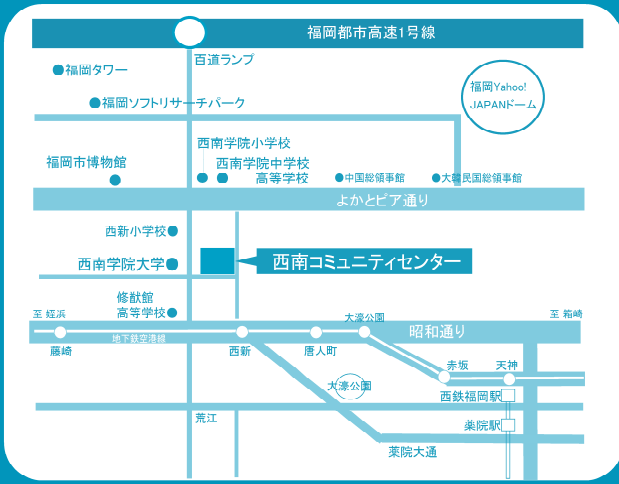 福岡都市高速1号線
百道ランプ
福岡タワー
福岡Yahoo!
JAPANドーム
福岡ソフトリサーチパーク
西南学院小学校
福岡市博物館
西南学院中学校
高等学校
中国総領事館
大韓民国総領事館
よかとピア通り
西新小学校
西南学院大学
西南コミュニティセンター
修猷館
高等学校
至 姪浜
大濠公園
至 箱崎
地下鉄空港線
昭和通り
藤崎
西新
唐人町
赤坂
天神
大濠公園
西鉄福岡駅
荒江
薬院駅
薬院大通